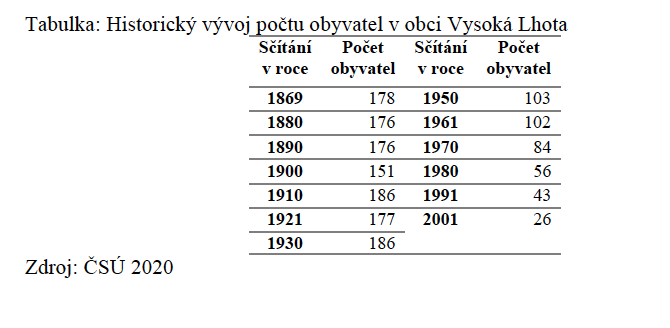 Tabulka: Historický vývoj počtu obyvatel v obci Vysoká Lhota
Sčítání v roce Počet obyvatel Sčítání v roce Počet obyvatel
1869 178 1950 103
1880 176 1961 102
1890 176 1970 84
1900 151 1980 56
1910 186 1991 43
1921 177 2001 26
1930 186
Zdroj: ČSÚ 2020